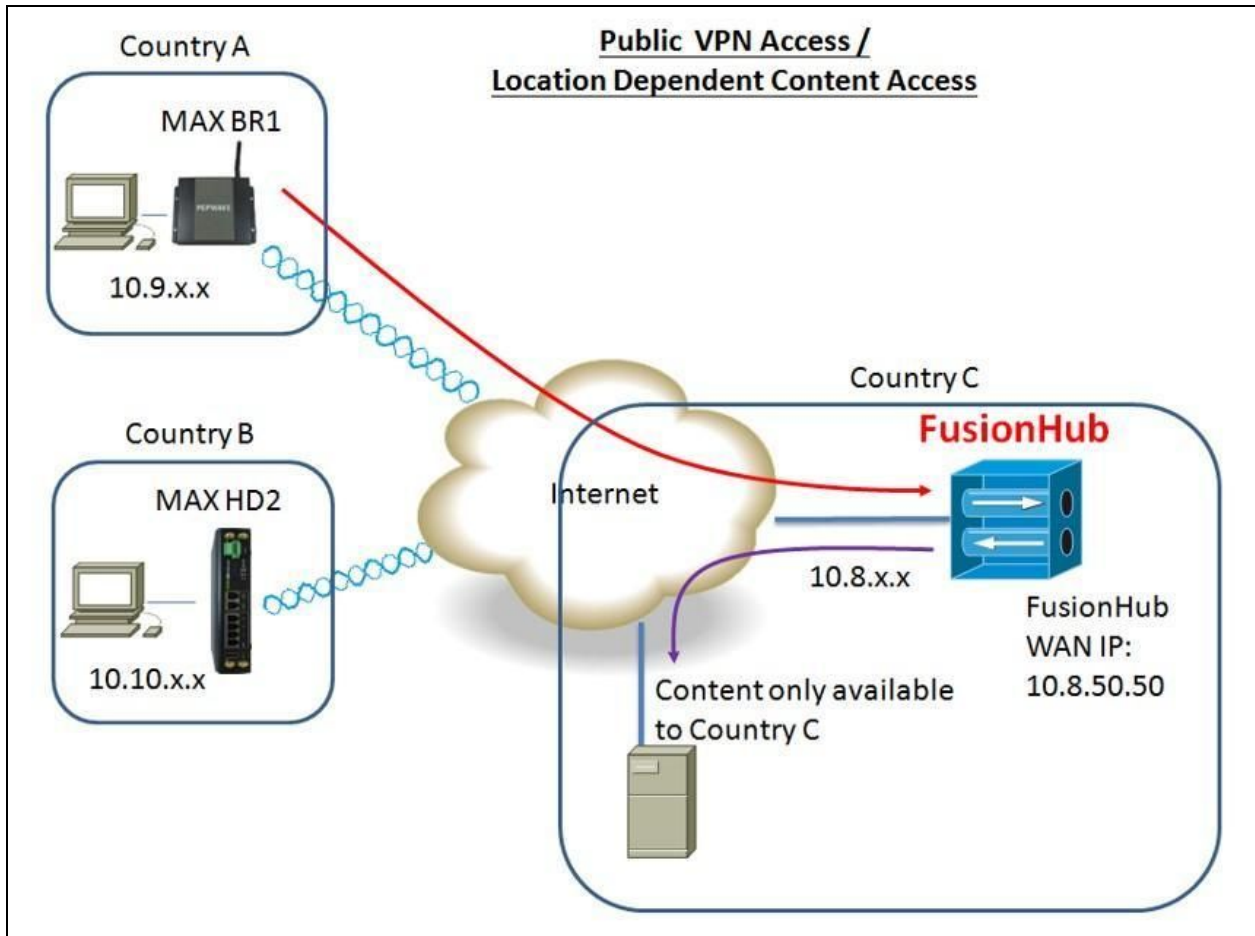 Public VPN Access /
Location Dependent Content Access
Country A
MAX BR1
PEPWAVE
10.9.x.x
Country B
MAX HD2
10.10.x.x
Internet
Country C
FusionHub
10.8.x.x
FusionHub
WAN IP:
10.8.50.50
Content only available
to Country C